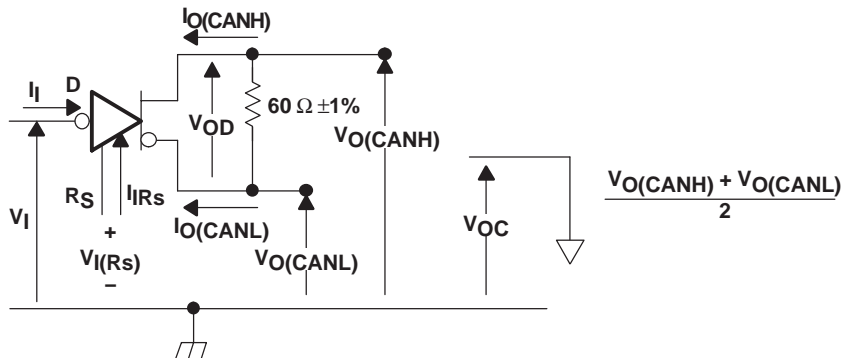 IO(CANH)
II
D
VOD
60 Ω ±1%
VO(CANH)
RS
IIRs
VI
+
VI(Rs)
−
IO(CANL)
VO(CANL)
VOC
VO(CANH) + VO(CANL)
2